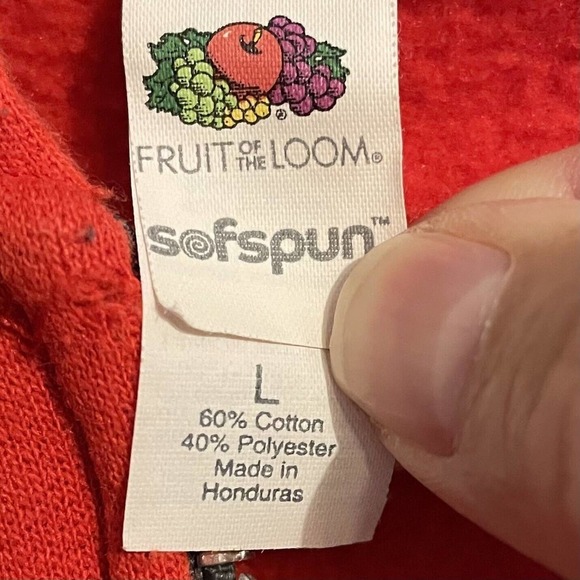 FRUIT OF THE LOOM®
sofspun™
L
60% Cotton
40% Polyester
Made in
Honduras